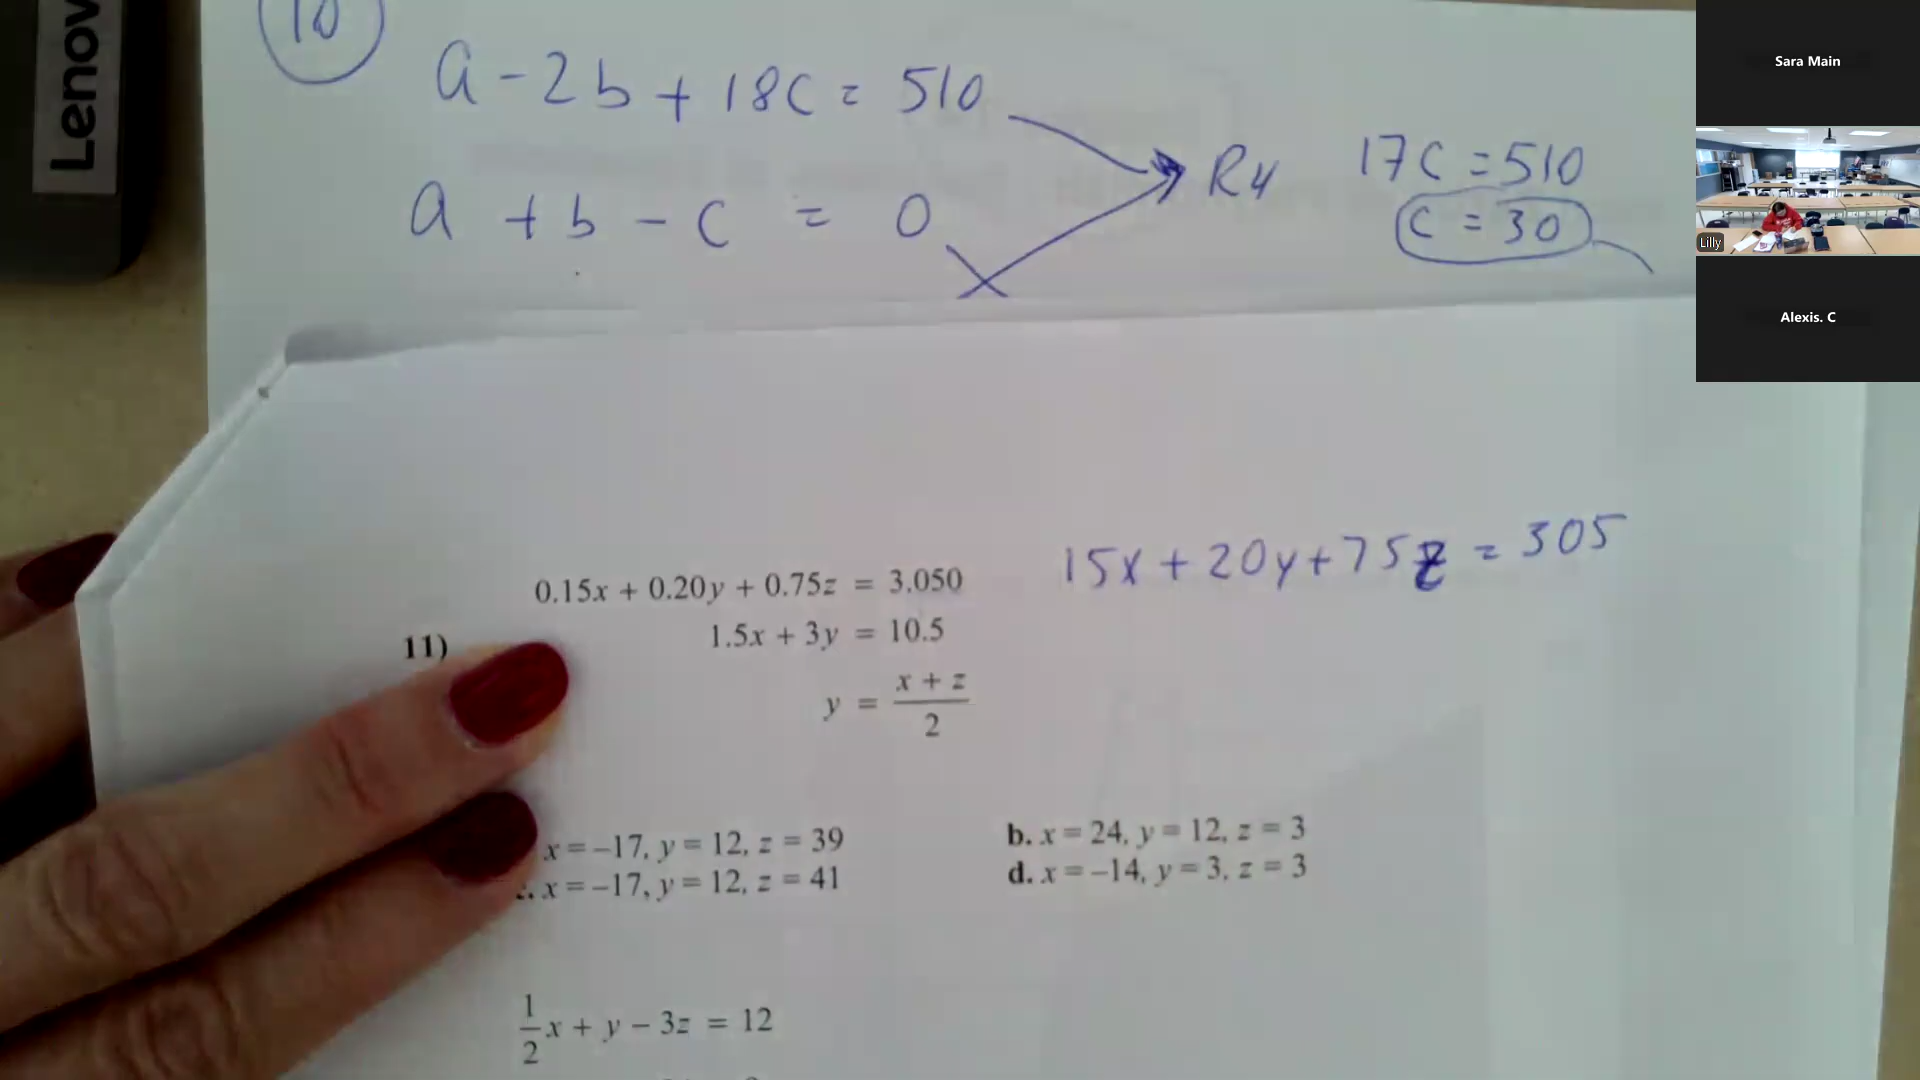 Lenov
10
a - 2b + 18c = 510
a + b - c = 0
R4
17c = 510
c = 30
15x + 20y + 75z = 305
0.15x + 0.20y + 0.75z = 3.050
11)
1.5x + 3y = 10.5
y = x + z / 2
x = –17, y = 12, z = 39
b. x = 24, y = 12, z = 3
x = –17, y = 12, z = 41
d. x = –14, y = 3, z = 3
1/2 x + y – 3z = 12
Sara Main
Lilly
Alexis. C